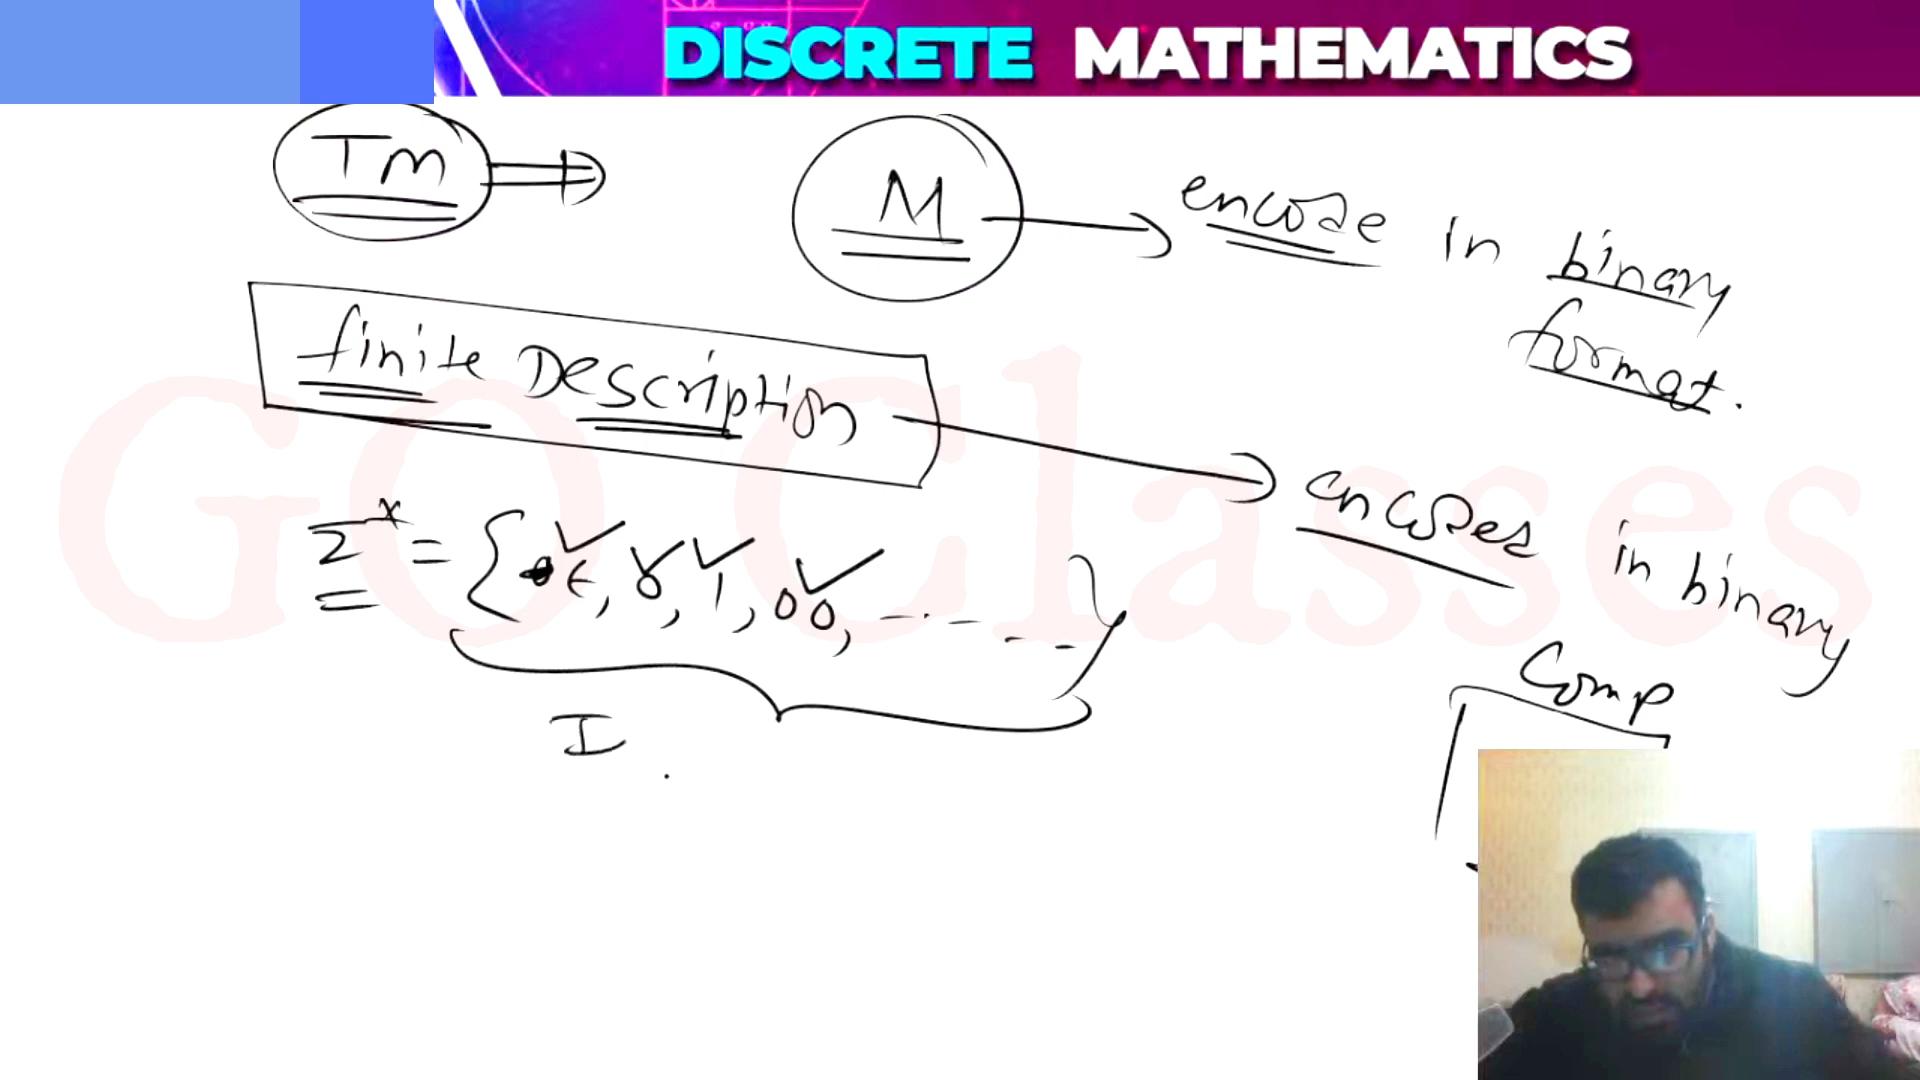 DISCRETE MATHEMATICS
TM
M
encode in binary
format.
finite Description
encodes in binary
Σ* = { ε, 0, 1, 00, ------ }
Comp
I
GO Classes